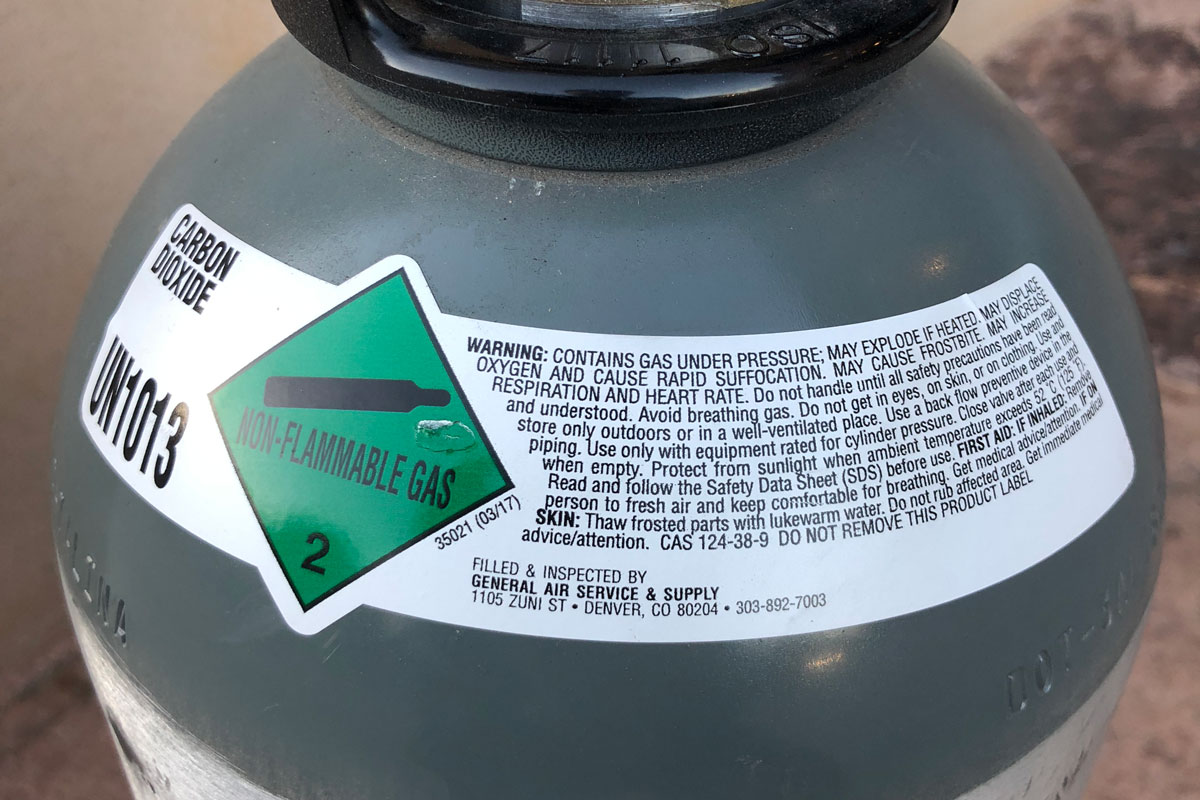 CARBON
DIOXIDE
UN1013
NON-FLAMMABLE GAS
2
35021 (03/17)
WARNING: CONTAINS GAS UNDER PRESSURE; MAY EXPLODE IF HEATED. MAY DISPLACE
OXYGEN AND CAUSE RAPID SUFFOCATION. MAY CAUSE FROSTBITE. MAY INCREASE
RESPIRATION AND HEART RATE. Do not handle until all safety precautions have been read
and understood. Avoid breathing gas. Do not get in eyes, on skin, or on clothing. Use and
store only outdoors or in a well-ventilated place. Use a back flow preventive device in the
piping. Use only with equipment rated for cylinder pressure. Close valve after each use and
when empty. Protect from sunlight when ambient temperature exceeds 52 °C (125 °F).
Read and follow the Safety Data Sheet (SDS) before use. FIRST AID: IF INHALED: Remove
person to fresh air and keep comfortable for breathing. Get medical advice/attention. IF ON
SKIN: Thaw frosted parts with lukewarm water. Do not rub affected area. Get immediate medical
advice/attention. CAS 124-38-9 DO NOT REMOVE THIS PRODUCT LABEL
FILLED & INSPECTED BY
GENERAL AIR SERVICE & SUPPLY
1105 ZUNI ST • DENVER, CO 80204 • 303-892-7003